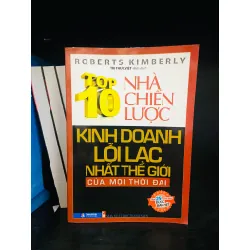 ROBERTS KIMBERLY
TOP
10
NHÀ
CHIẾN
LƯỢC
KINH DOANH
LỖI LẠC
NHẤT THẾ GIỚI
CỦA MỌI THỜI ĐẠI